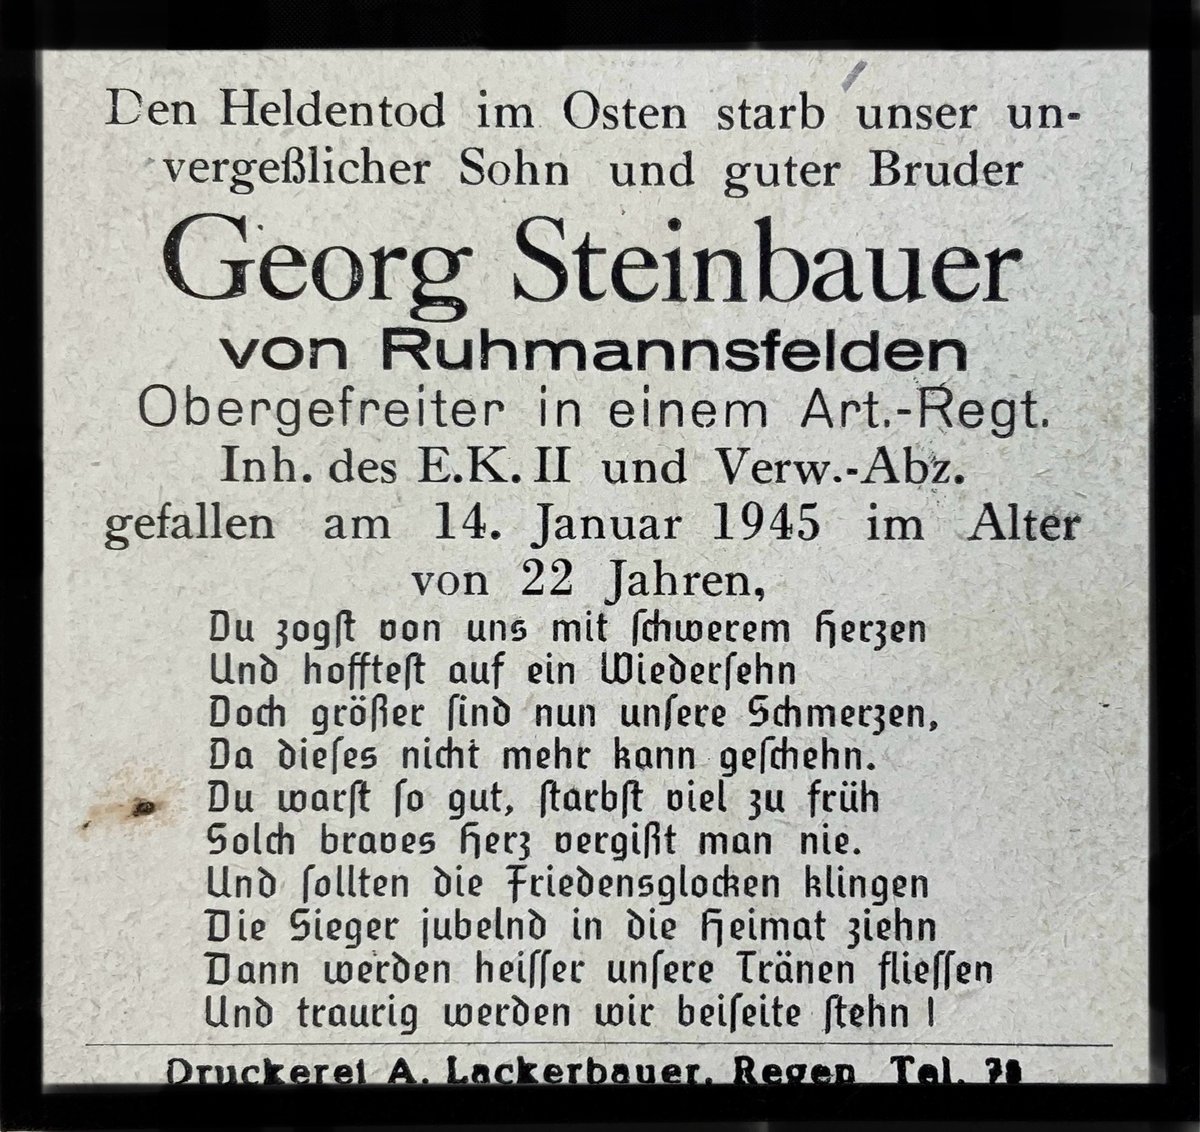 Den Heldentod im Osten starb unser un-
vergeßlicher Sohn und guter Bruder
Georg Steinbauer
von Ruhmannsfelden
Obergefreiter in einem Art.-Regt.
Inh. des E.K. II und Verw.-Abz.
gefallen am 14. Januar 1945 im Alter
von 22 Jahren,
Du zogſt von uns mit ſchwerem Herzen
Und hoffteſt auf ein Wiederſehn
Doch größer ſind nun unſere Schmerzen,
Da dieſes nicht mehr kann geſchehn.
Du warſt ſo gut, ſtarbſt viel zu früh
Solch braves Herz vergißt man nie.
Und ſollten die Friedensglocken klingen
Die Sieger jubelnd in die Heimat ziehn
Dann werden heiſſer unſere Tränen flieſſen
Und traurig werden wir beiſeite ſtehn !
Druckerei A. Lackerbauer, Regen Tel.